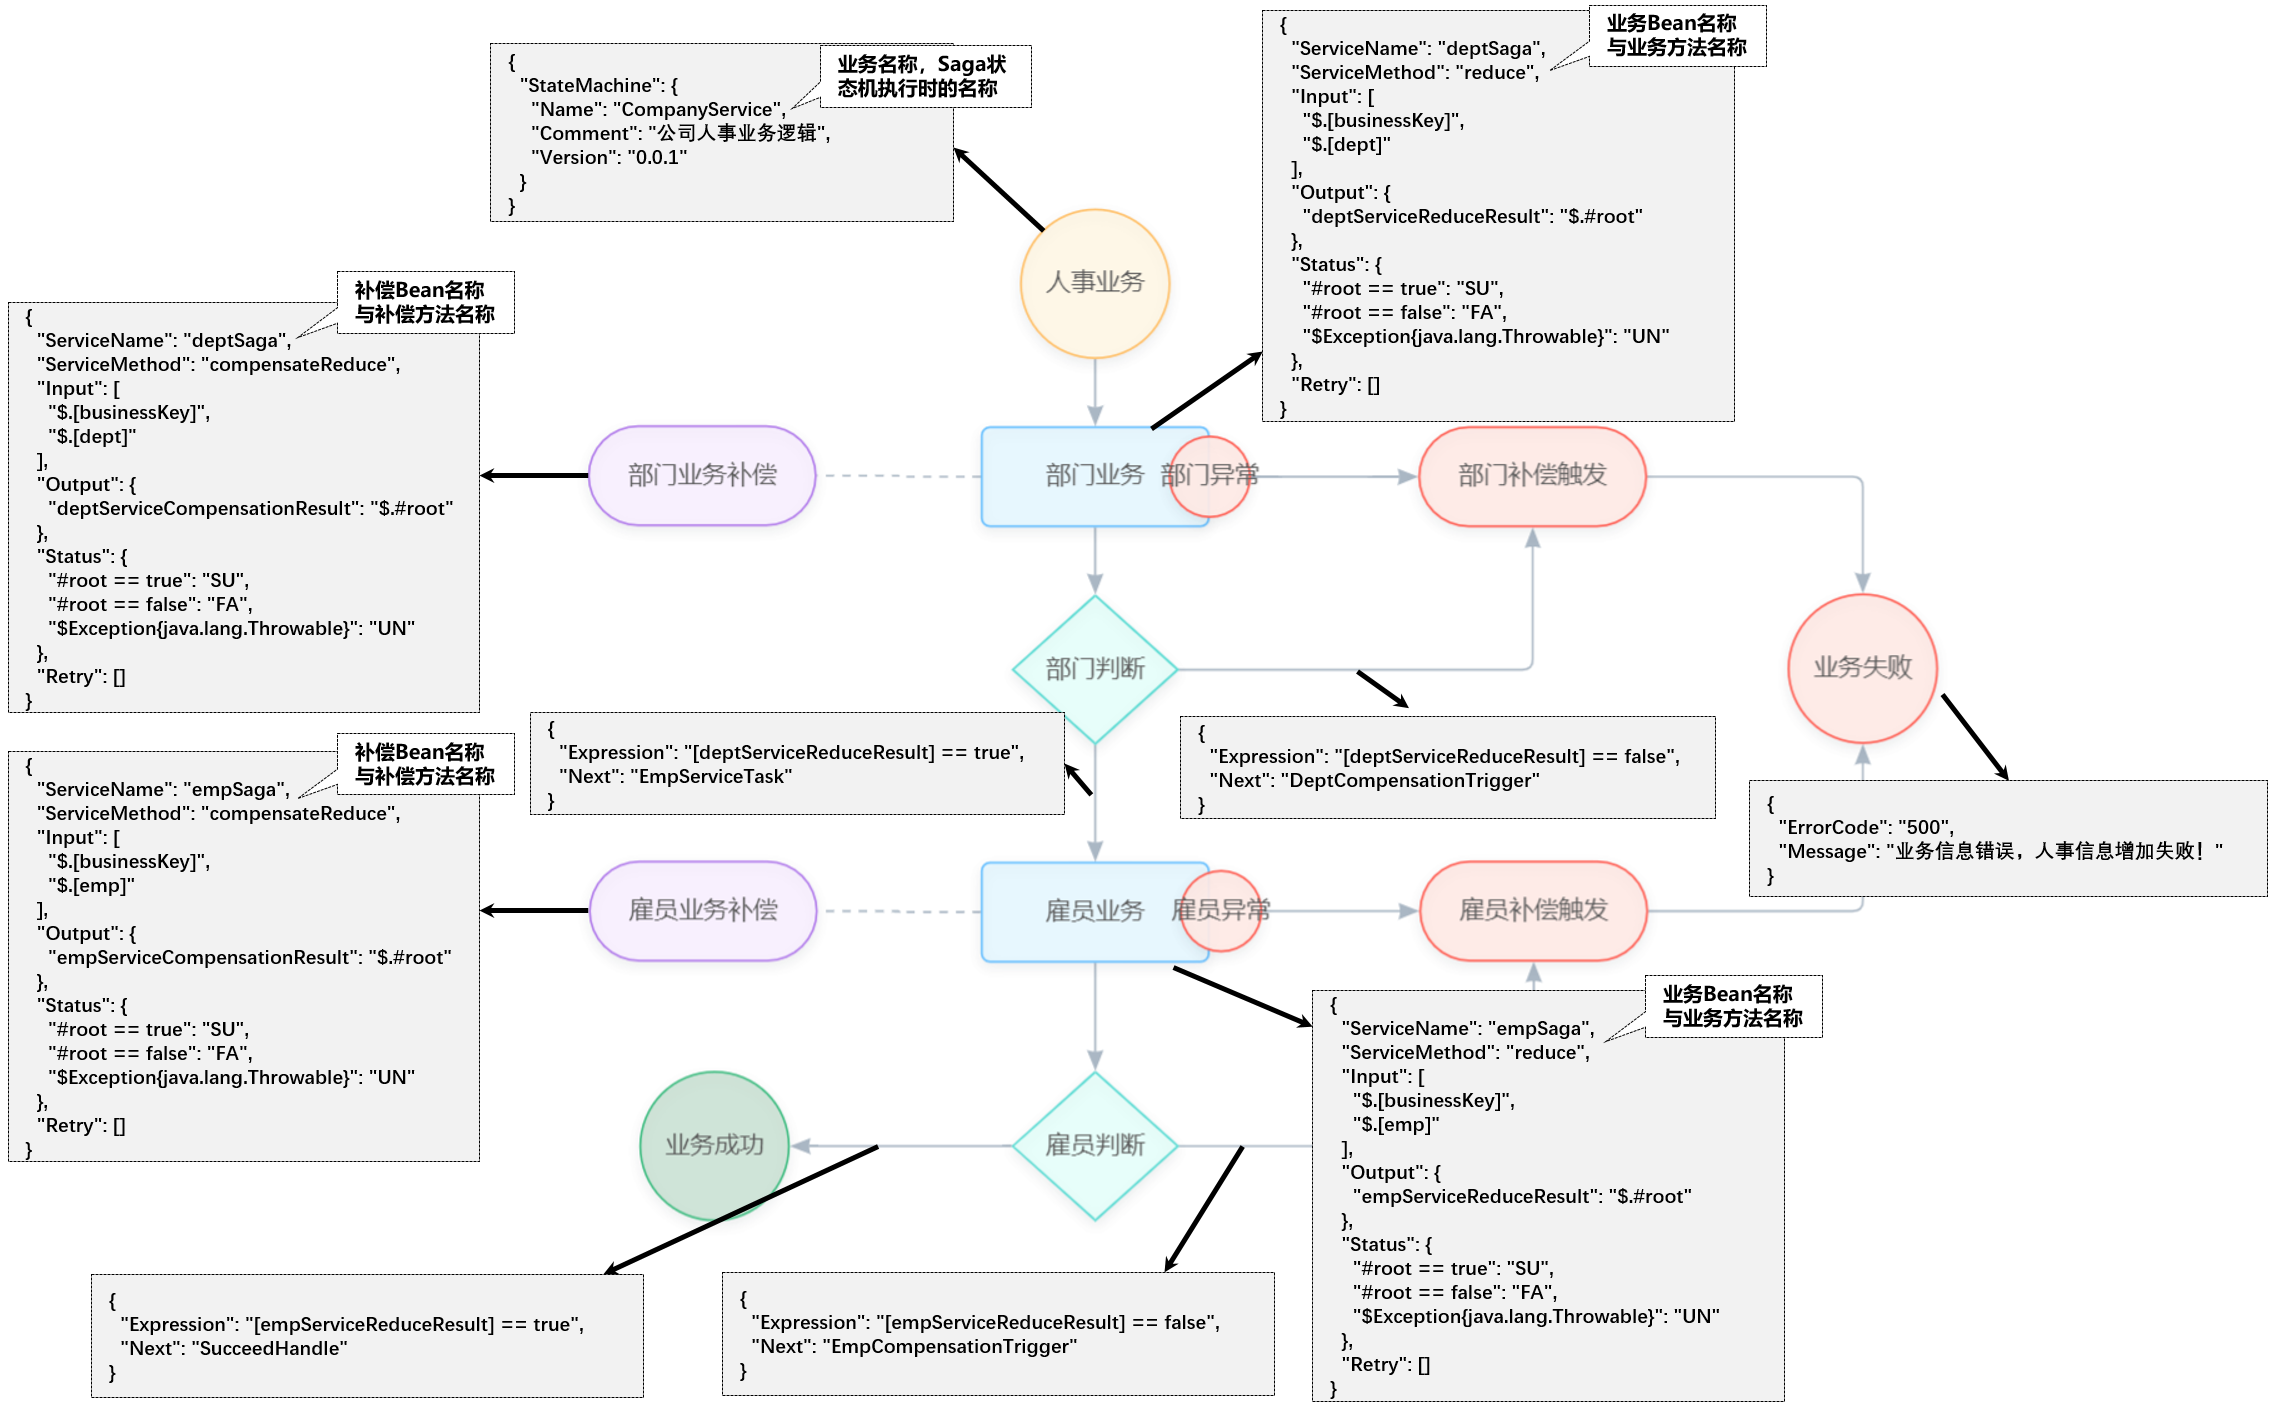 {
"StateMachine": {
"Name": "CompanyService",
"Comment": "公司人事业务逻辑",
"Version": "0.0.1"
}
}
业务名称，Saga状
态机执行时的名称
{
"ServiceName": "deptSaga",
"ServiceMethod": "reduce",
"Input": [
"$.[businessKey]",
"$.[dept]"
],
"Output": {
"deptServiceReduceResult": "$.#root"
},
"Status": {
"#root == true": "SU",
"#root == false": "FA",
"$Exception{java.lang.Throwable}": "UN"
},
"Retry": []
}
业务Bean名称
与业务方法名称
人事业务
{
"ServiceName": "deptSaga",
"ServiceMethod": "compensateReduce",
"Input": [
"$.[businessKey]",
"$.[dept]"
],
"Output": {
"deptServiceCompensationResult": "$.#root"
},
"Status": {
"#root == true": "SU",
"#root == false": "FA",
"$Exception{java.lang.Throwable}": "UN"
},
"Retry": []
}
补偿Bean名称
与补偿方法名称
部门业务补偿
部门业务
部门异常
部门补偿触发
部门判断
业务失败
{
"Expression": "[deptServiceReduceResult] == true",
"Next": "EmpServiceTask"
}
{
"Expression": "[deptServiceReduceResult] == false",
"Next": "DeptCompensationTrigger"
}
{
"ErrorCode": "500",
"Message": "业务信息错误，人事信息增加失败！"
}
{
"ServiceName": "empSaga",
"ServiceMethod": "compensateReduce",
"Input": [
"$.[businessKey]",
"$.[emp]"
],
"Output": {
"empServiceCompensationResult": "$.#root"
},
"Status": {
"#root == true": "SU",
"#root == false": "FA",
"$Exception{java.lang.Throwable}": "UN"
},
"Retry": []
}
补偿Bean名称
与补偿方法名称
雇员业务补偿
雇员业务
雇员异常
雇员补偿触发
{
"ServiceName": "empSaga",
"ServiceMethod": "reduce",
"Input": [
"$.[businessKey]",
"$.[emp]"
],
"Output": {
"empServiceReduceResult": "$.#root"
},
"Status": {
"#root == true": "SU",
"#root == false": "FA",
"$Exception{java.lang.Throwable}": "UN"
},
"Retry": []
}
业务Bean名称
与业务方法名称
业务成功
雇员判断
{
"Expression": "[empServiceReduceResult] == true",
"Next": "SucceedHandle"
}
{
"Expression": "[empServiceReduceResult] == false",
"Next": "EmpCompensationTrigger"
}